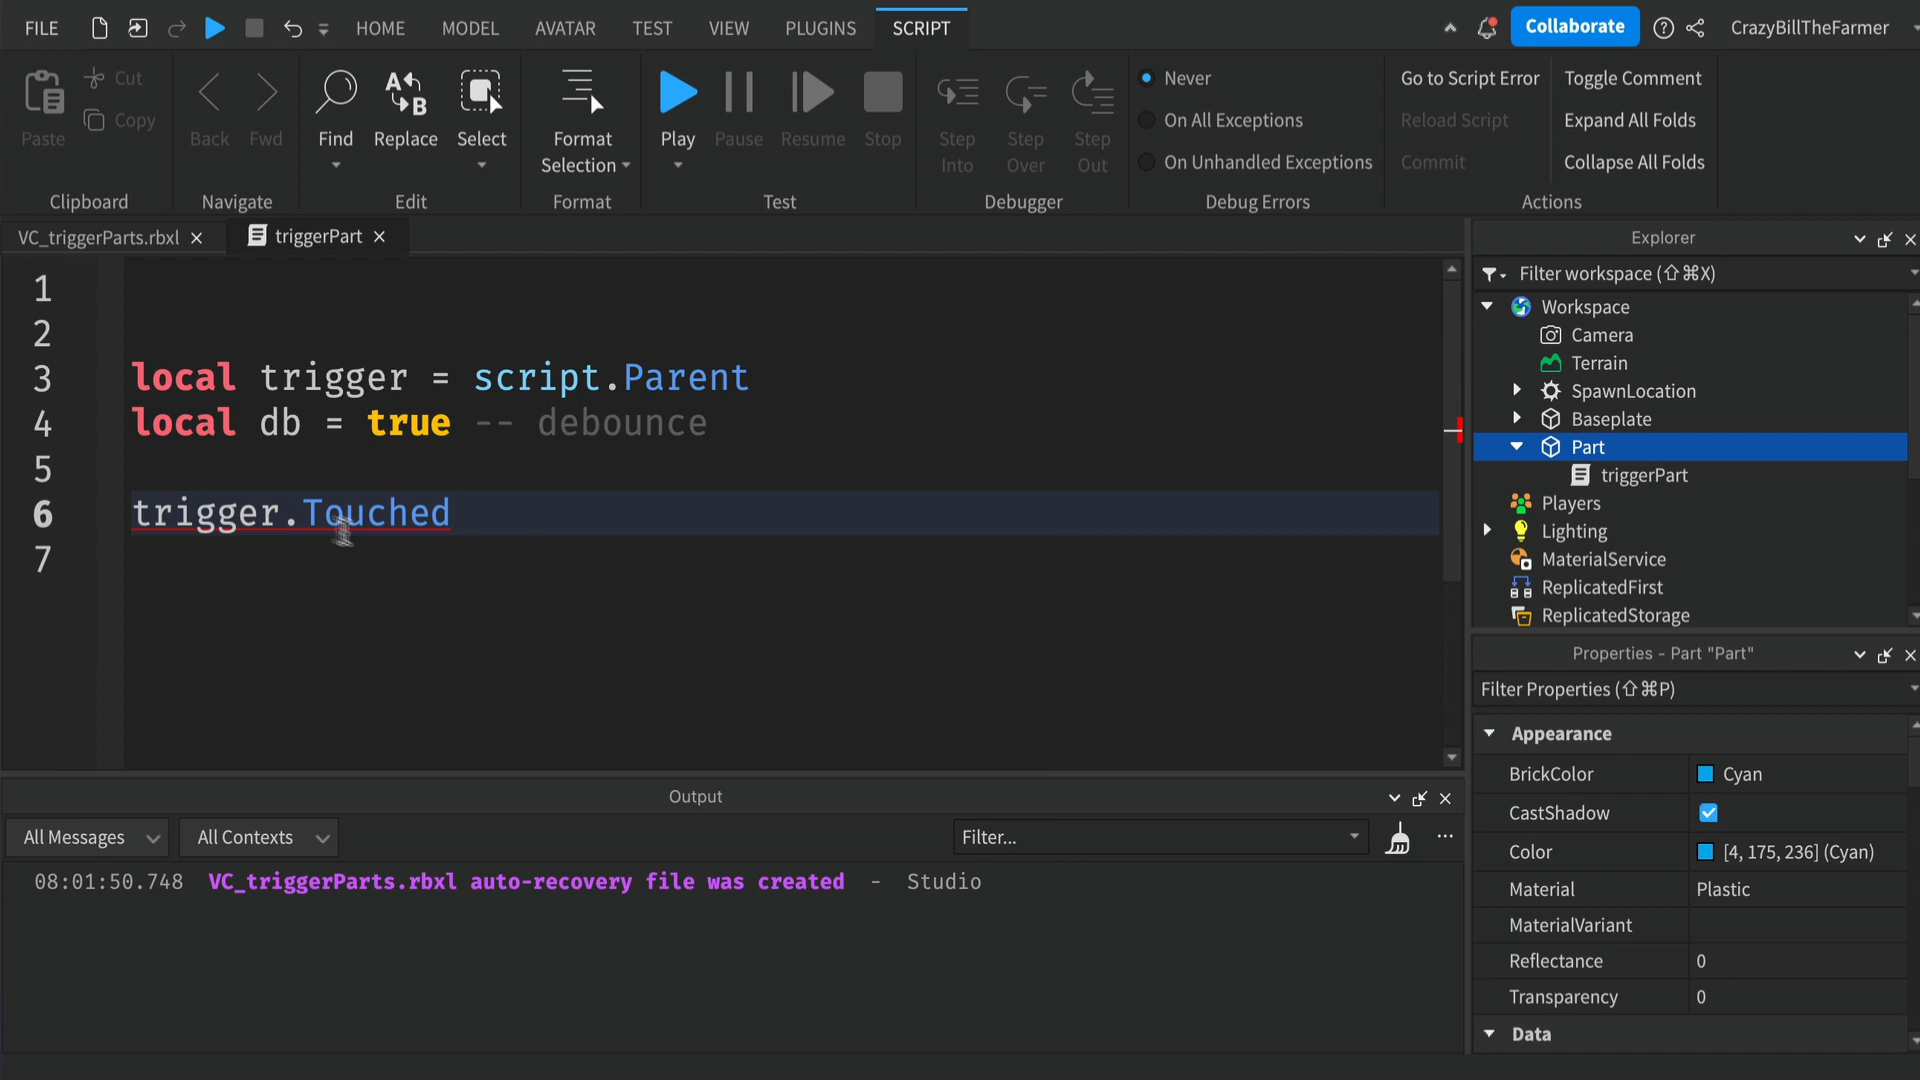 FILE HOME MODEL AVATAR TEST VIEW PLUGINS SCRIPT Collaborate CrazyBillTheFarmer
Paste Cut Copy
Clipboard
Back Fwd
Navigate
Find Replace Select
Edit
Format Selection
Format
Play Pause Resume Stop
Test
Step Into Step Over Step Out
Debugger
Never
On All Exceptions
On Unhandled Exceptions
Debug Errors
Go to Script Error Toggle Comment
Reload Script Expand All Folds
Commit Collapse All Folds
Actions
VC_triggerParts.rbxl triggerPart
1
2
3 local trigger = script.Parent
4 local db = true -- debounce
5
6 trigger.Touched
7
Output
All Messages All Contexts Filter...
08:01:50.748 VC_triggerParts.rbxl auto-recovery file was created - Studio
Explorer
Filter workspace (⇧⌘X)
Workspace
Camera
Terrain
SpawnLocation
Baseplate
Part
triggerPart
Players
Lighting
MaterialService
ReplicatedFirst
ReplicatedStorage
Properties - Part "Part"
Filter Properties (⇧⌘P)
Appearance
BrickColor Cyan
CastShadow
Color [4, 175, 236] (Cyan)
Material Plastic
MaterialVariant
Reflectance 0
Transparency 0
Data